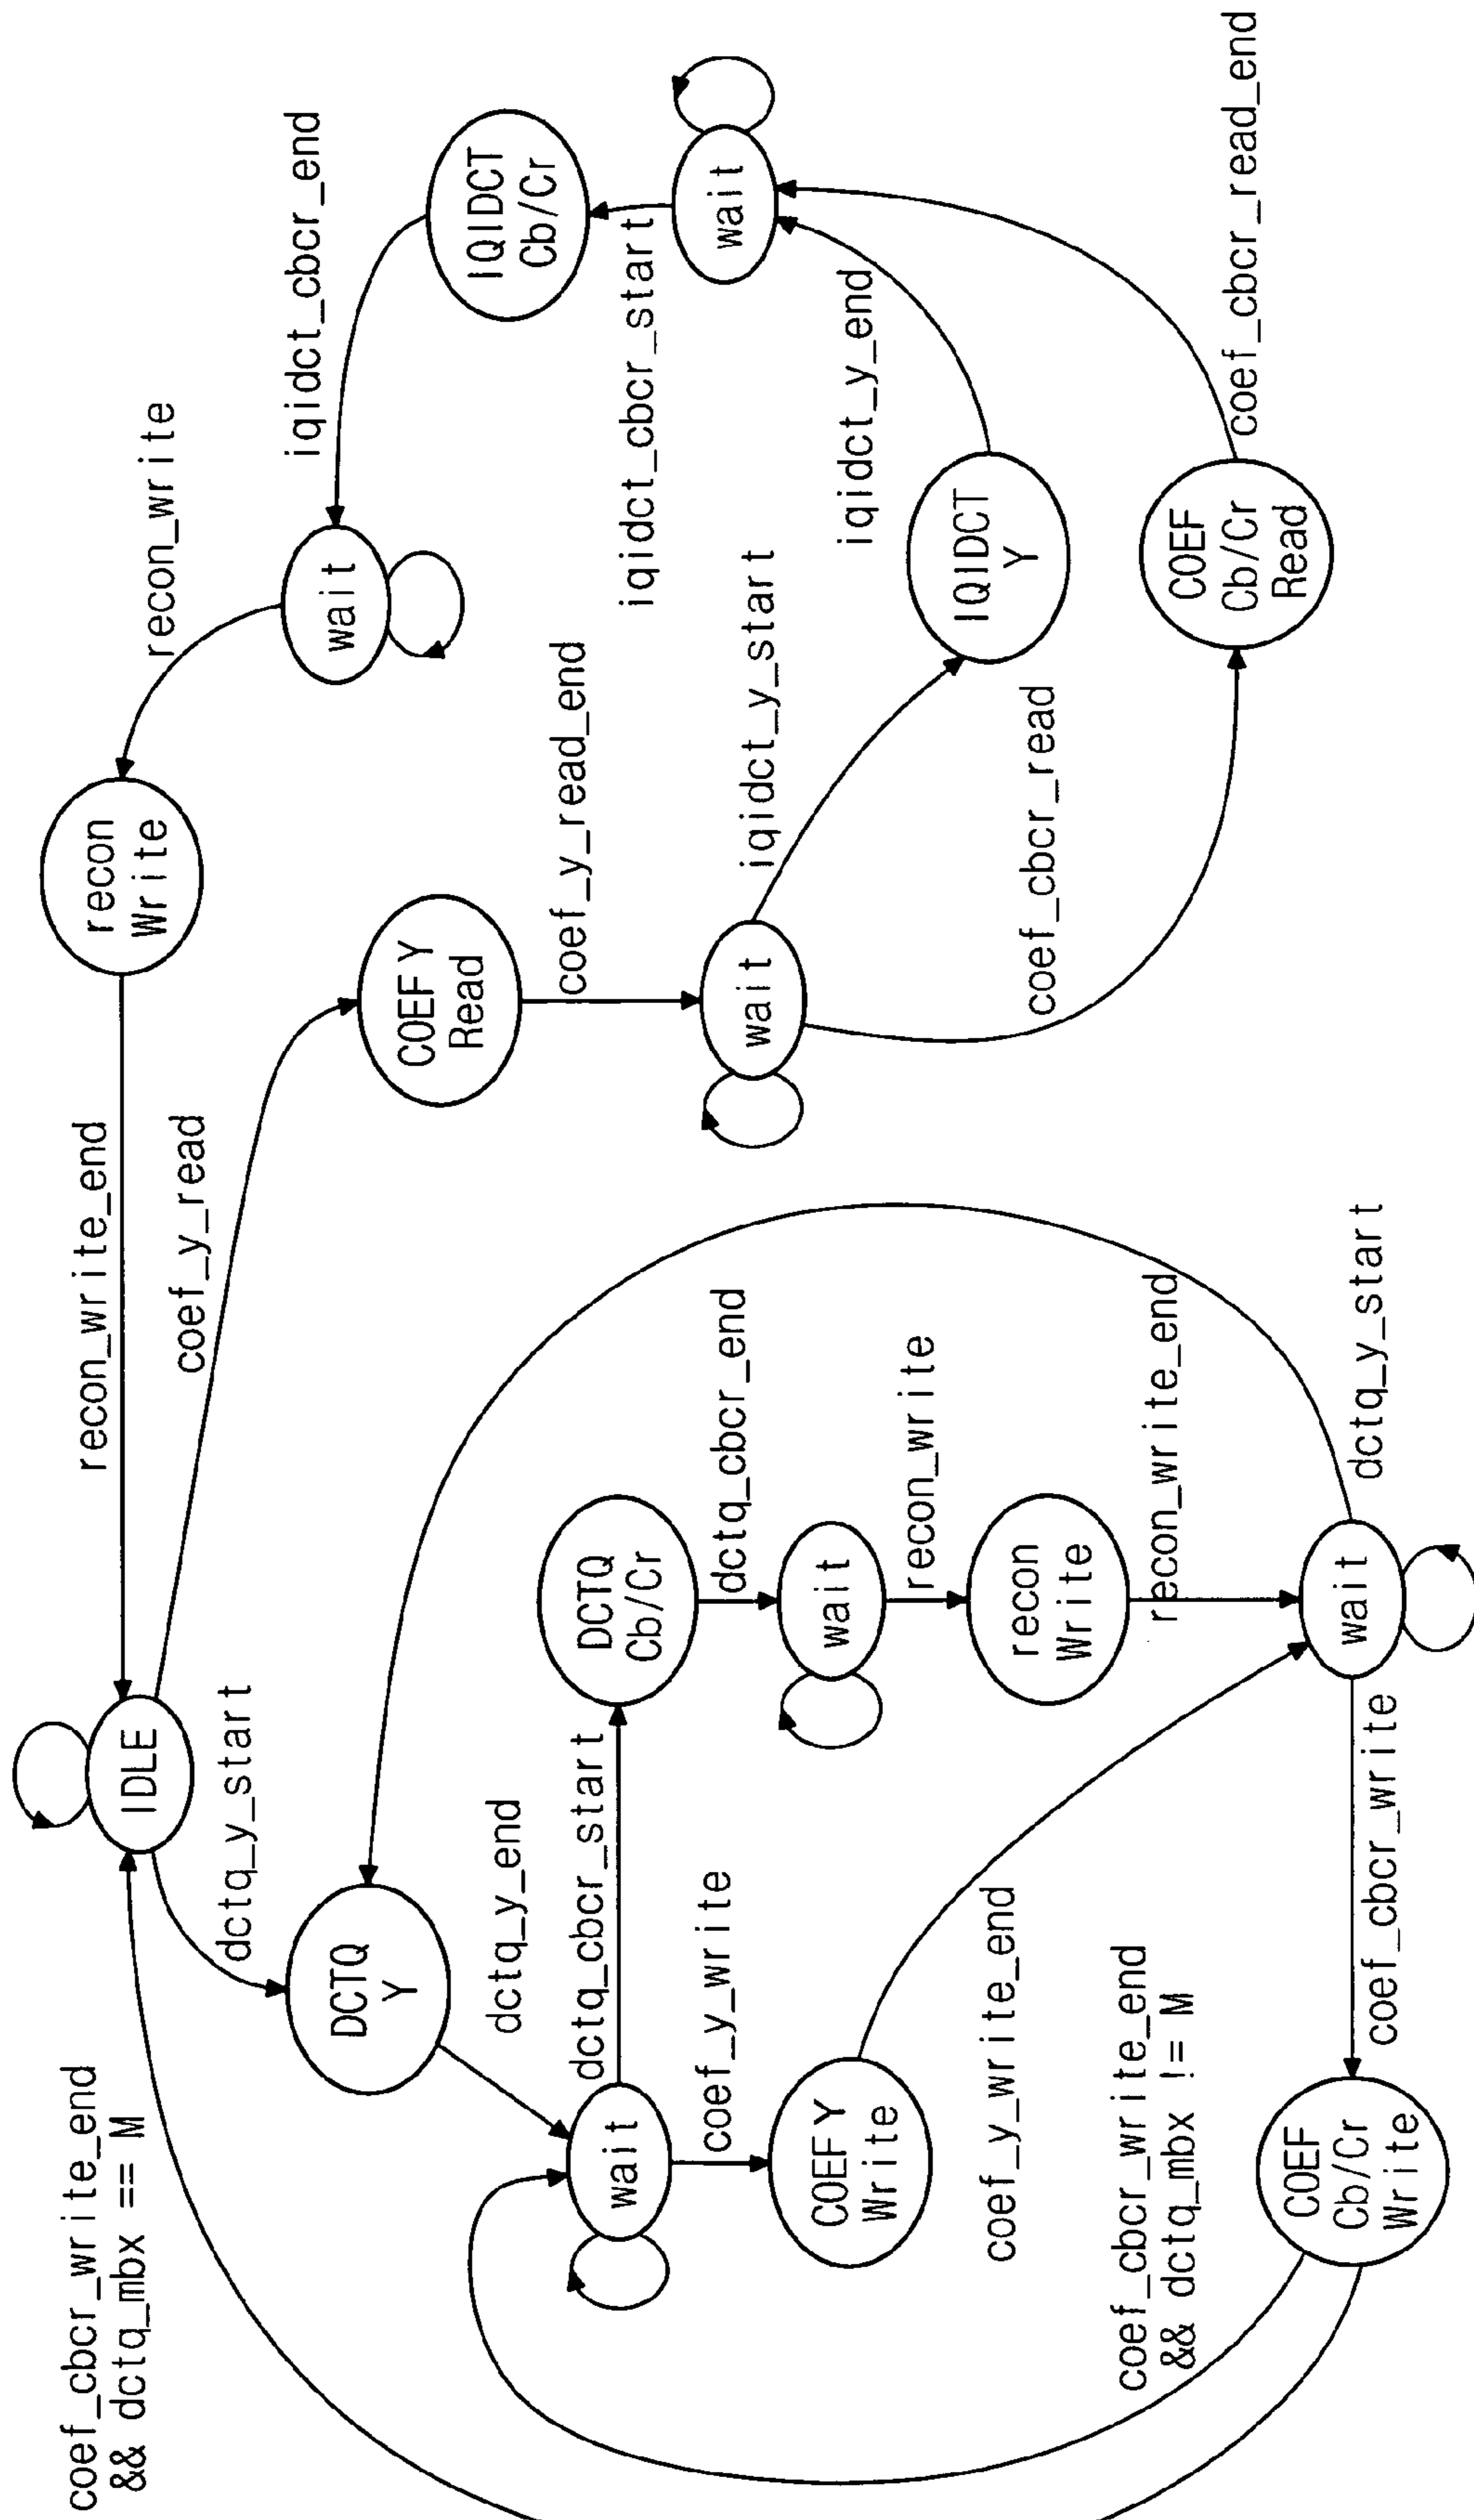 coef_cbcr_write_end
&& dctq_mbx == M
IDLE
recon_write_end
recon
Write
recon_write
coef_y_read
dctq_y_start
wait
iqidct_cbcr_end
DCTQ
Y
COEF Y
Read
IQIDCT
Cb/Cr
dctq_y_end
coef_y_read_end
iqidct_cbcr_start
dctq_cbcr_start
wait
DCTQ
Cb/Cr
wait
wait
coef_y_write
dctq_cbcr_end
iqidct_y_start
iqidct_y_end
COEF Y
Write
wait
recon_write
IQIDCT
Y
coef_y_write_end
recon
Write
coef_cbcr_read
coef_cbcr_write_end
&& dctq_mbx != M
recon_write_end
COEF
Cb/Cr
Read
coef_cbcr_read_end
COEF
Cb/Cr
Write
coef_cbcr_write
wait
dctq_y_start